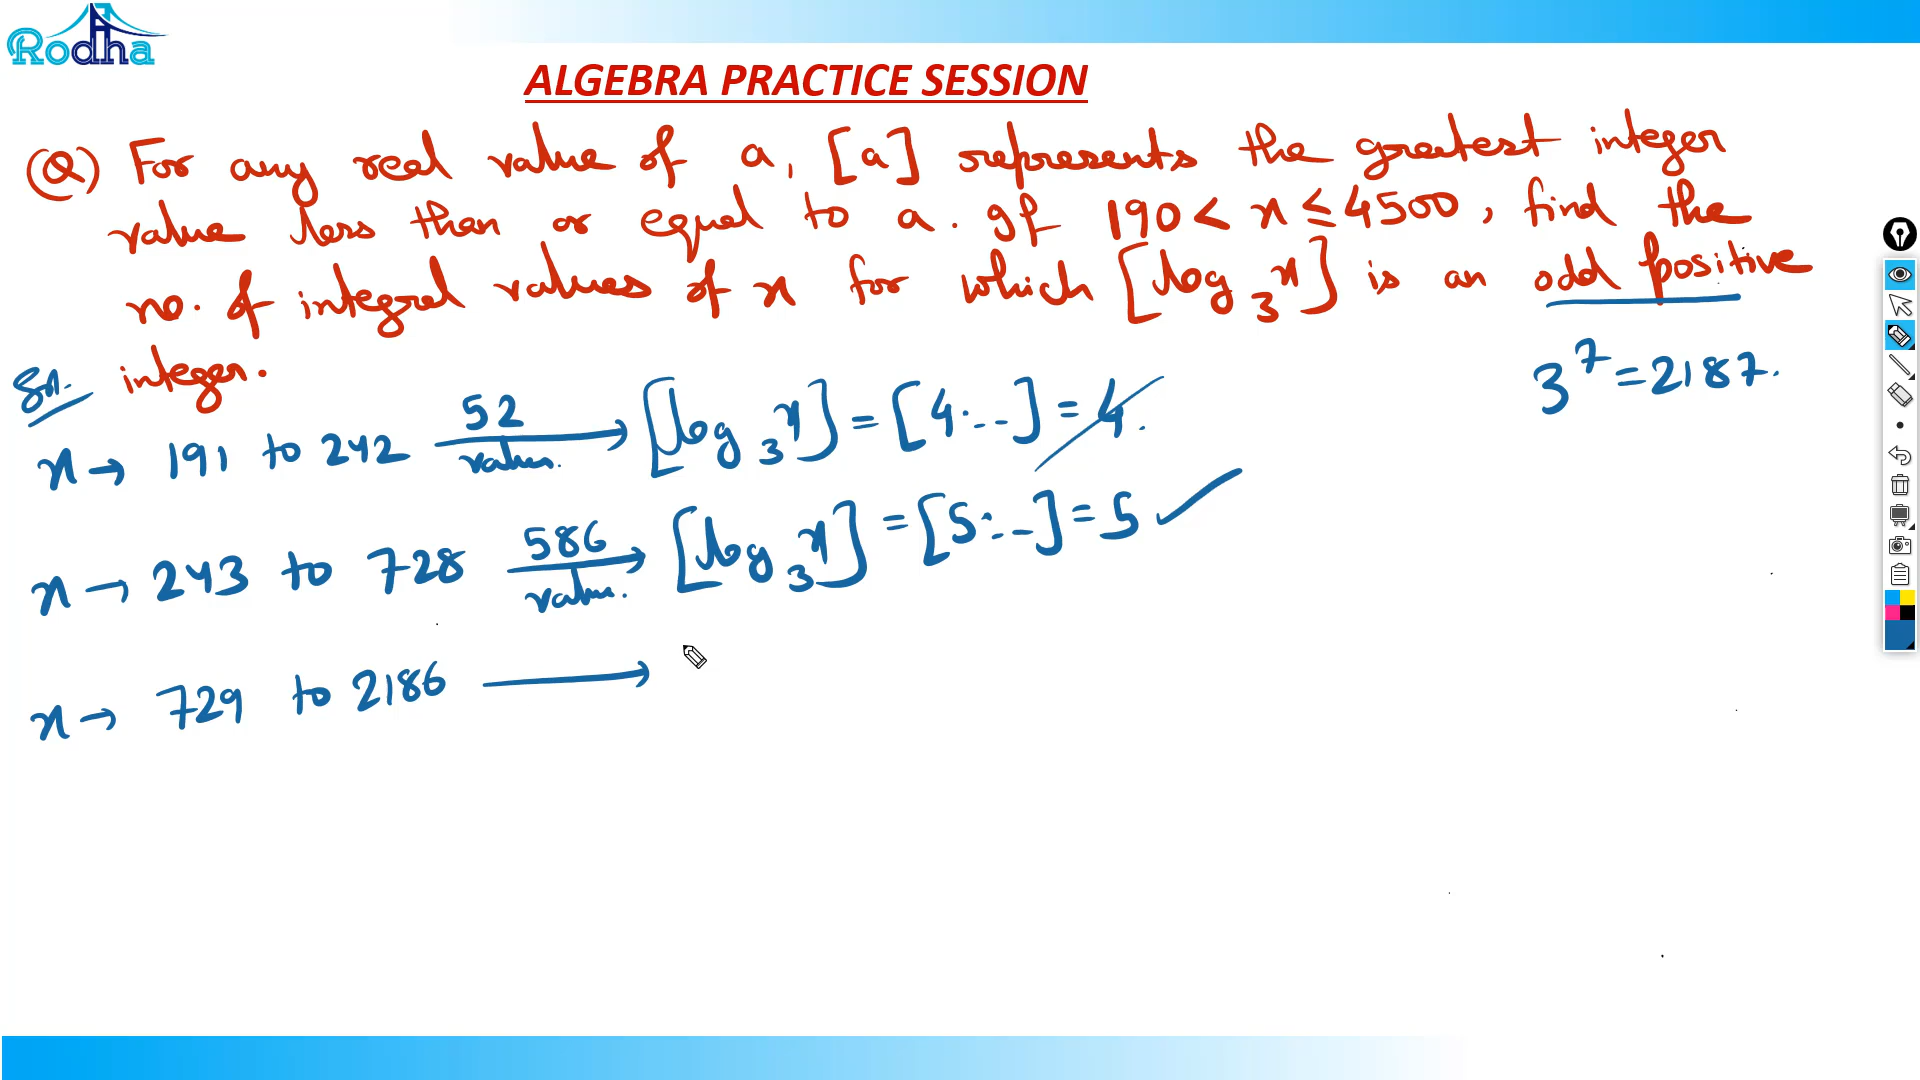 Rodha
ALGEBRA PRACTICE SESSION
(Q) For any real value of a, [a] represents the greatest integer
value less than or equal to a. If 190 < x ≤ 4500, find the
no. of integral values of x for which [log₃x] is an odd positive
integer.
Sol.
3⁷ = 2187.
x → 191 to 242 52 values. → [log₃x] = [4...] = 4.
x → 243 to 728 586 values. → [log₃x] = [5...] = 5 ✓
x → 729 to 2186 →